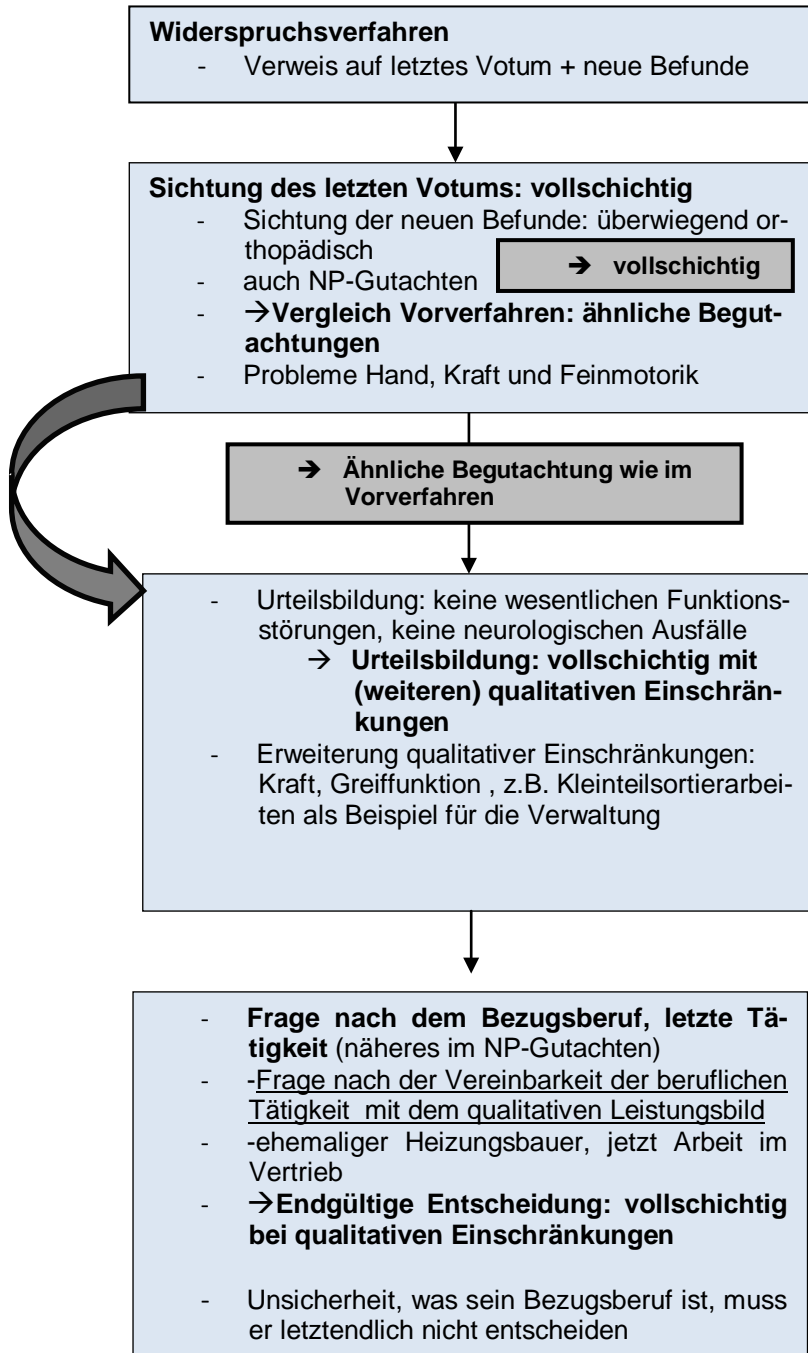 Widerspruchsverfahren
- Verweis auf letztes Votum + neue Befunde
Sichtung des letzten Votums: vollschichtig
- Sichtung der neuen Befunde: überwiegend or-
thopädisch
- auch NP-Gutachten
➔ vollschichtig
- →Vergleich Vorverfahren: ähnliche Begut-
achtungen
- Probleme Hand, Kraft und Feinmotorik
➔ Ähnliche Begutachtung wie im
Vorverfahren
- Urteilsbildung: keine wesentlichen Funktions-
störungen, keine neurologischen Ausfälle
→ Urteilsbildung: vollschichtig mit
(weiteren) qualitativen Einschrän-
kungen
- Erweiterung qualitativer Einschränkungen:
Kraft, Greiffunktion , z.B. Kleinteilsortierarbei-
ten als Beispiel für die Verwaltung
- Frage nach dem Bezugsberuf, letzte Tä-
tigkeit (näheres im NP-Gutachten)
- -Frage nach der Vereinbarkeit der beruflichen
Tätigkeit mit dem qualitativen Leistungsbild
- -ehemaliger Heizungsbauer, jetzt Arbeit im
Vertrieb
- →Endgültige Entscheidung: vollschichtig
bei qualitativen Einschränkungen
- Unsicherheit, was sein Bezugsberuf ist, muss
er letztendlich nicht entscheiden